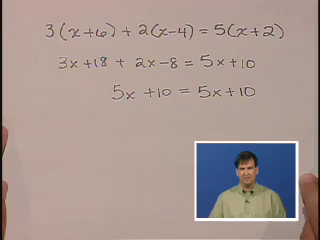 3(x+6) + 2(x-4) = 5(x+2)
3x+18 + 2x-8 = 5x+10
5x +10 = 5x+10